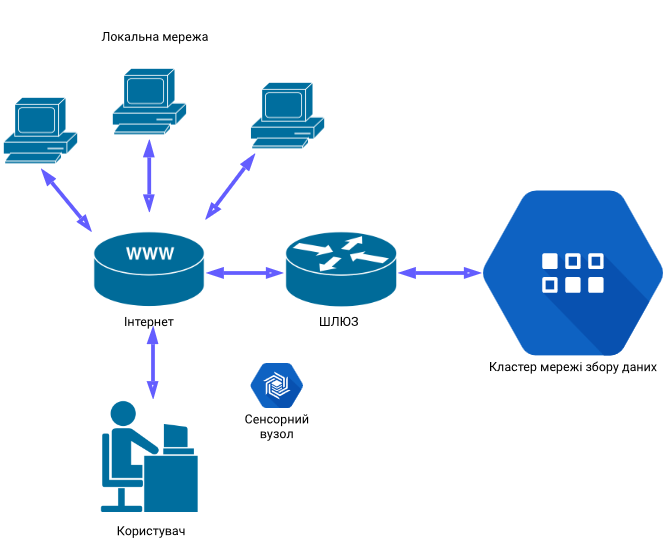 Локальна мережа
WWW
Інтернет
ШЛЮЗ
Кластер мережі збору даних
Сенсорний
вузол
Користувач